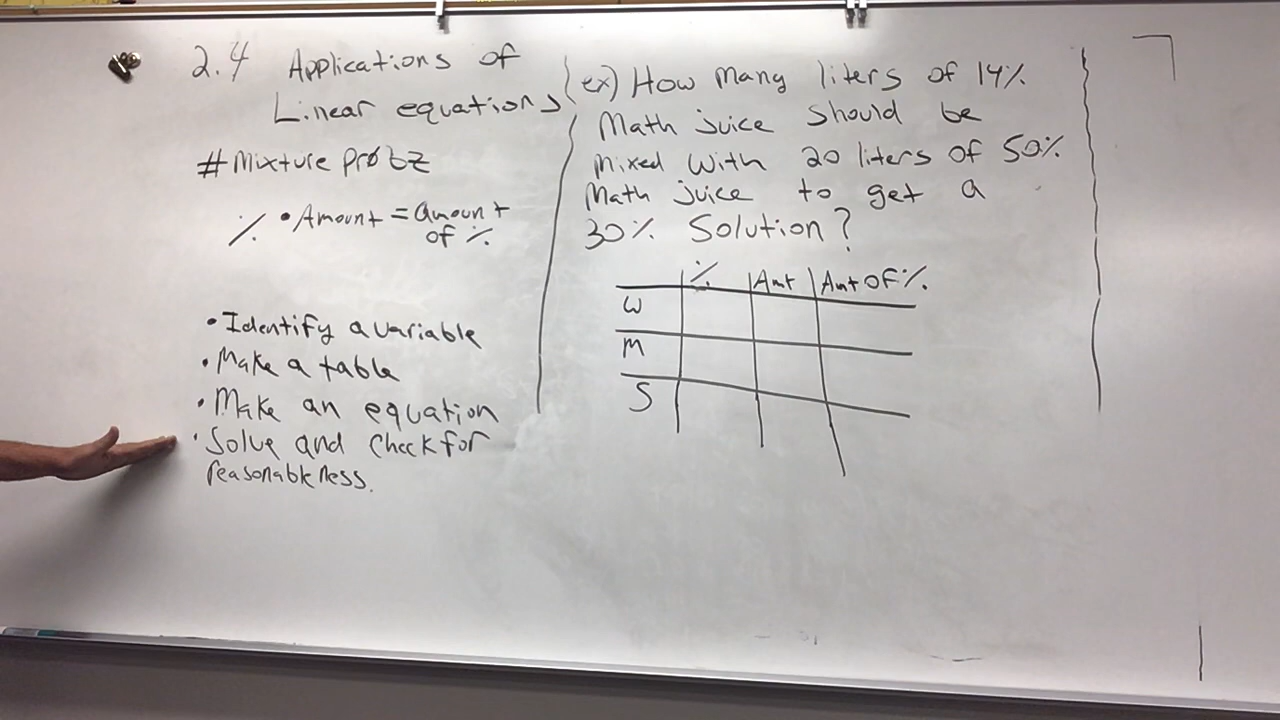 2.4 Applications of
Linear equations
#Mixture probz
% • Amount = amount
of %
• Identify a variable
• Make a table
• Make an equation
• Solve and check for
reasonableness.
ex) How many liters of 14%
Math juice should be
mixed with 20 liters of 50%
Math juice to get a
30% Solution?
% Amt Amt OF %
W
M
S